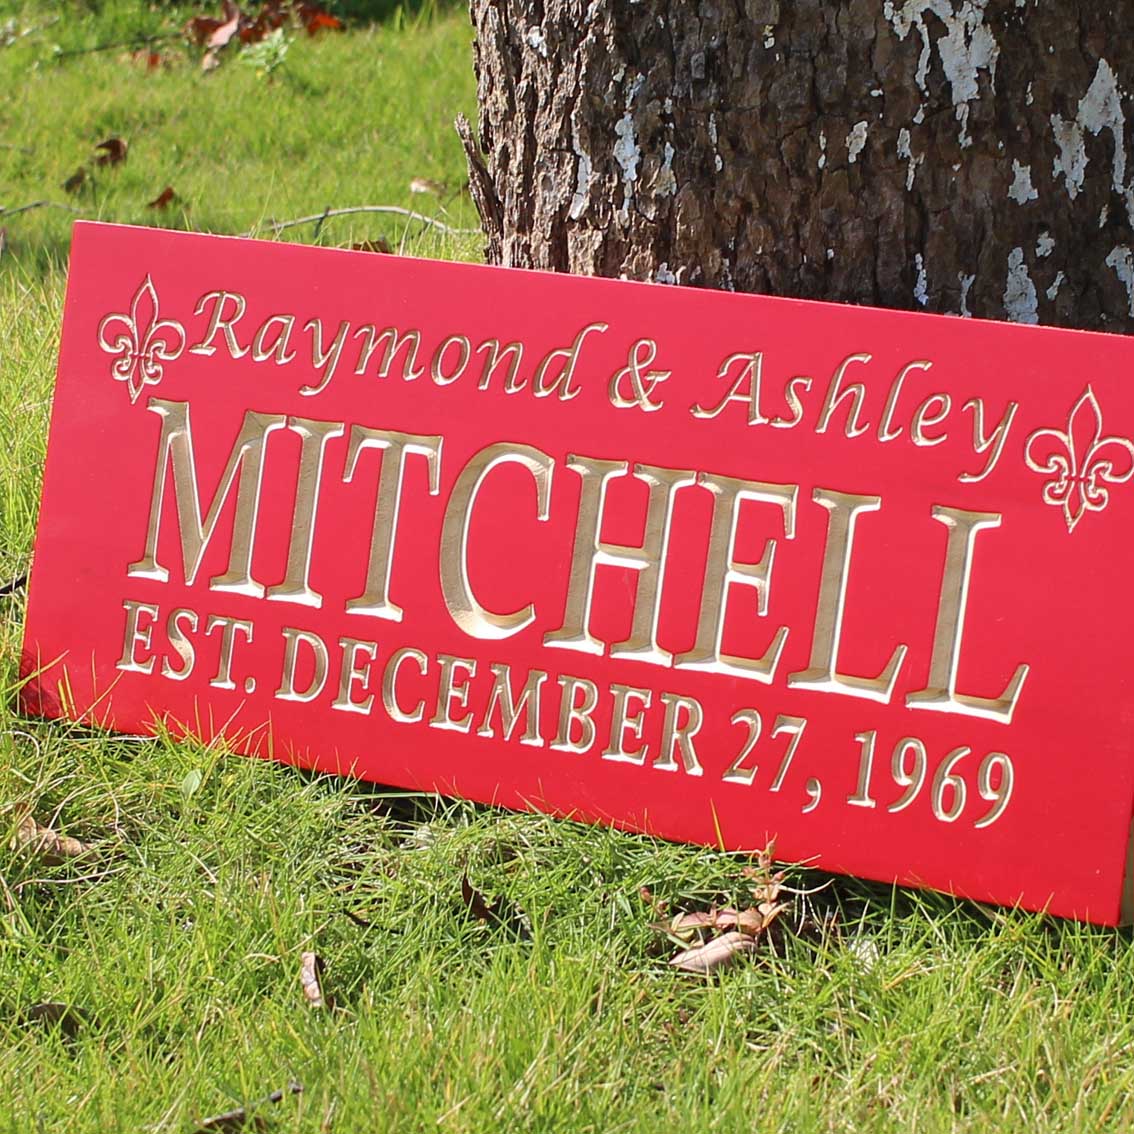 Raymond & Ashley
MITCHELL
EST. DECEMBER 27, 1969